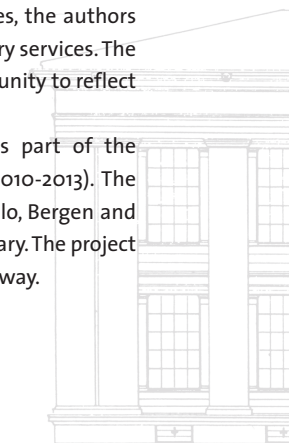 es, the authors
ry services. The
unity to reflect
s part of the
010-2013). The
lo, Bergen and
ary. The project
way.